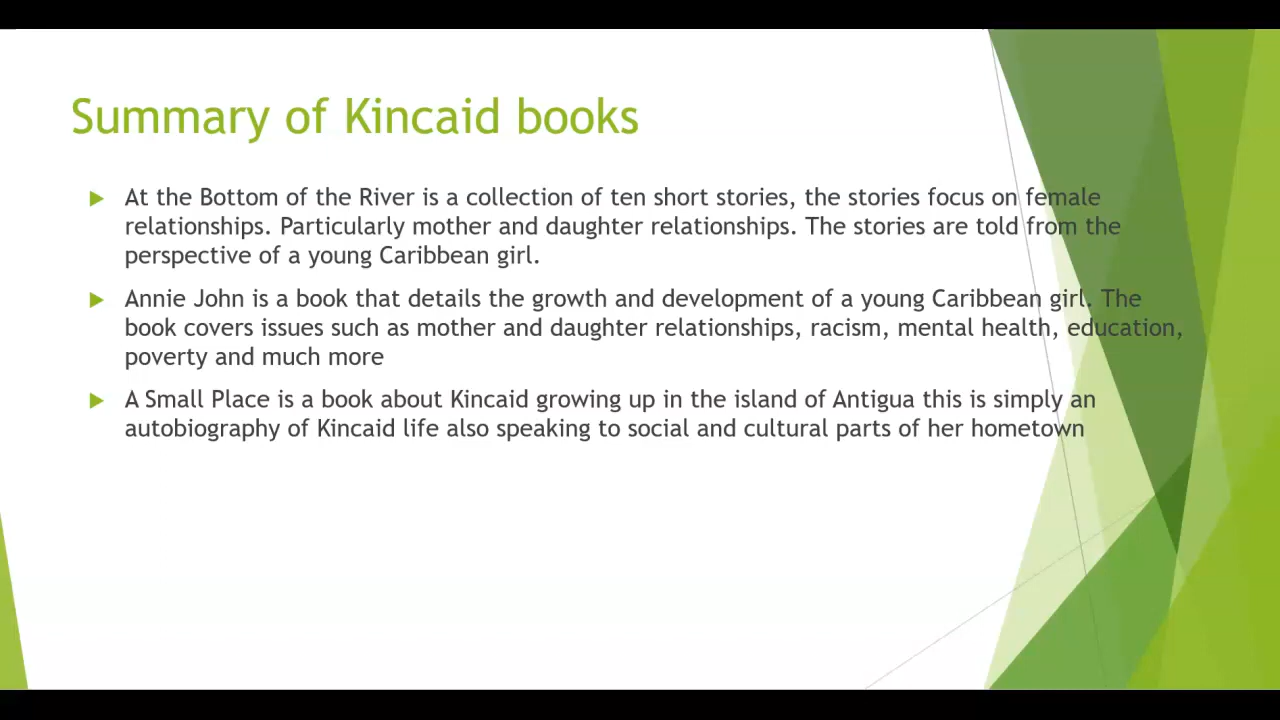 Summary of Kincaid books
At the Bottom of the River is a collection of ten short stories, the stories focus on female
relationships. Particularly mother and daughter relationships. The stories are told from the
perspective of a young Caribbean girl.
Annie John is a book that details the growth and development of a young Caribbean girl. The
book covers issues such as mother and daughter relationships, racism, mental health, education,
poverty and much more
A Small Place is a book about Kincaid growing up in the island of Antigua this is simply an
autobiography of Kincaid life also speaking to social and cultural parts of her hometown